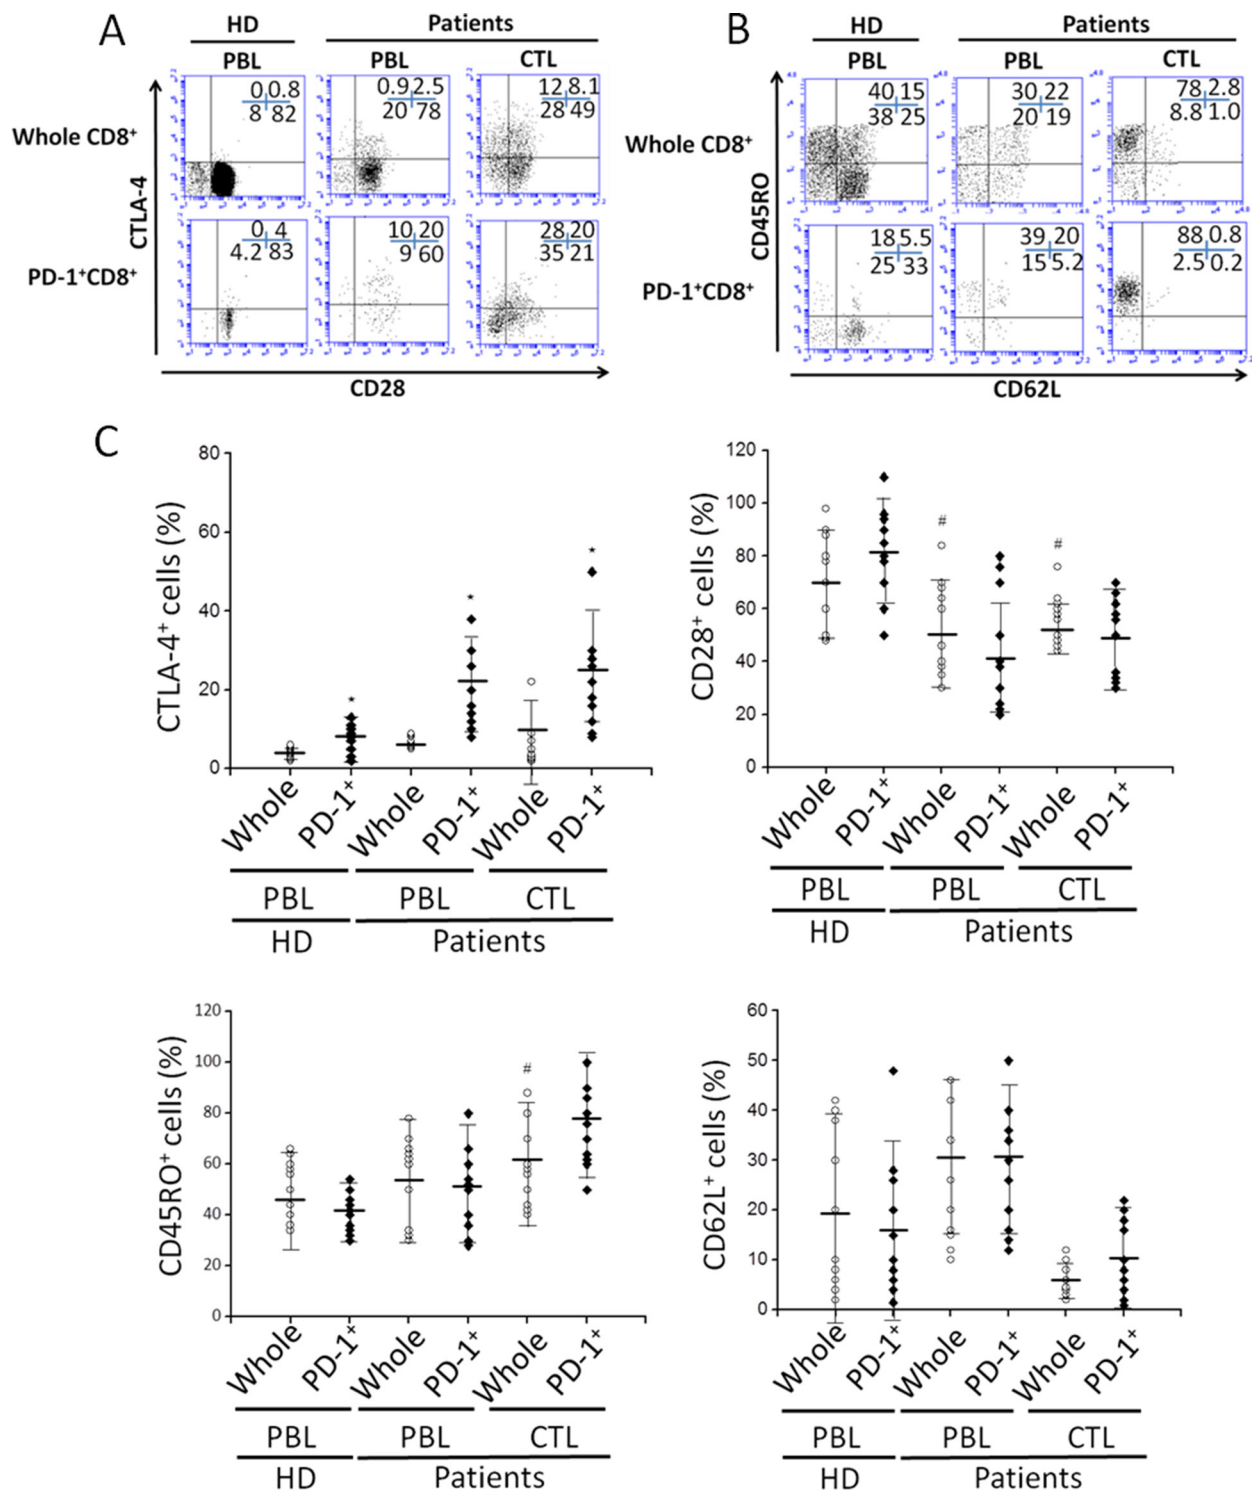 A
HD
Patients
PBL
PBL
CTL
Whole CD8⁺
0 0.8
8 82
0.9 2.5
20 78
12 8.1
28 49
CTLA-4
PD-1⁺CD8⁺
0 4
4.2 83
10 20
9 60
28 20
35 21
CD28
B
HD
Patients
PBL
PBL
CTL
Whole CD8⁺
40 15
38 25
30 22
20 19
78 2.8
8.8 1.0
CD45RO
PD-1⁺CD8⁺
18 5.5
25 33
39 20
15 5.2
88 0.8
2.5 0.2
CD62L
C
CTLA-4⁺ cells (%)
80
60
40
20
0
* * *
Whole PD-1⁺ Whole PD-1⁺ Whole PD-1⁺
PBL PBL CTL
HD Patients
CD28⁺ cells (%)
120
100
80
60
40
20
0
# #
Whole PD-1⁺ Whole PD-1⁺ Whole PD-1⁺
PBL PBL CTL
HD Patients
CD45RO⁺ cells (%)
120
100
80
60
40
20
0
#
Whole PD-1⁺ Whole PD-1⁺ Whole PD-1⁺
PBL PBL CTL
HD Patients
CD62L⁺ cells (%)
60
50
40
30
20
10
0
Whole PD-1⁺ Whole PD-1⁺ Whole PD-1⁺
PBL PBL CTL
HD Patients